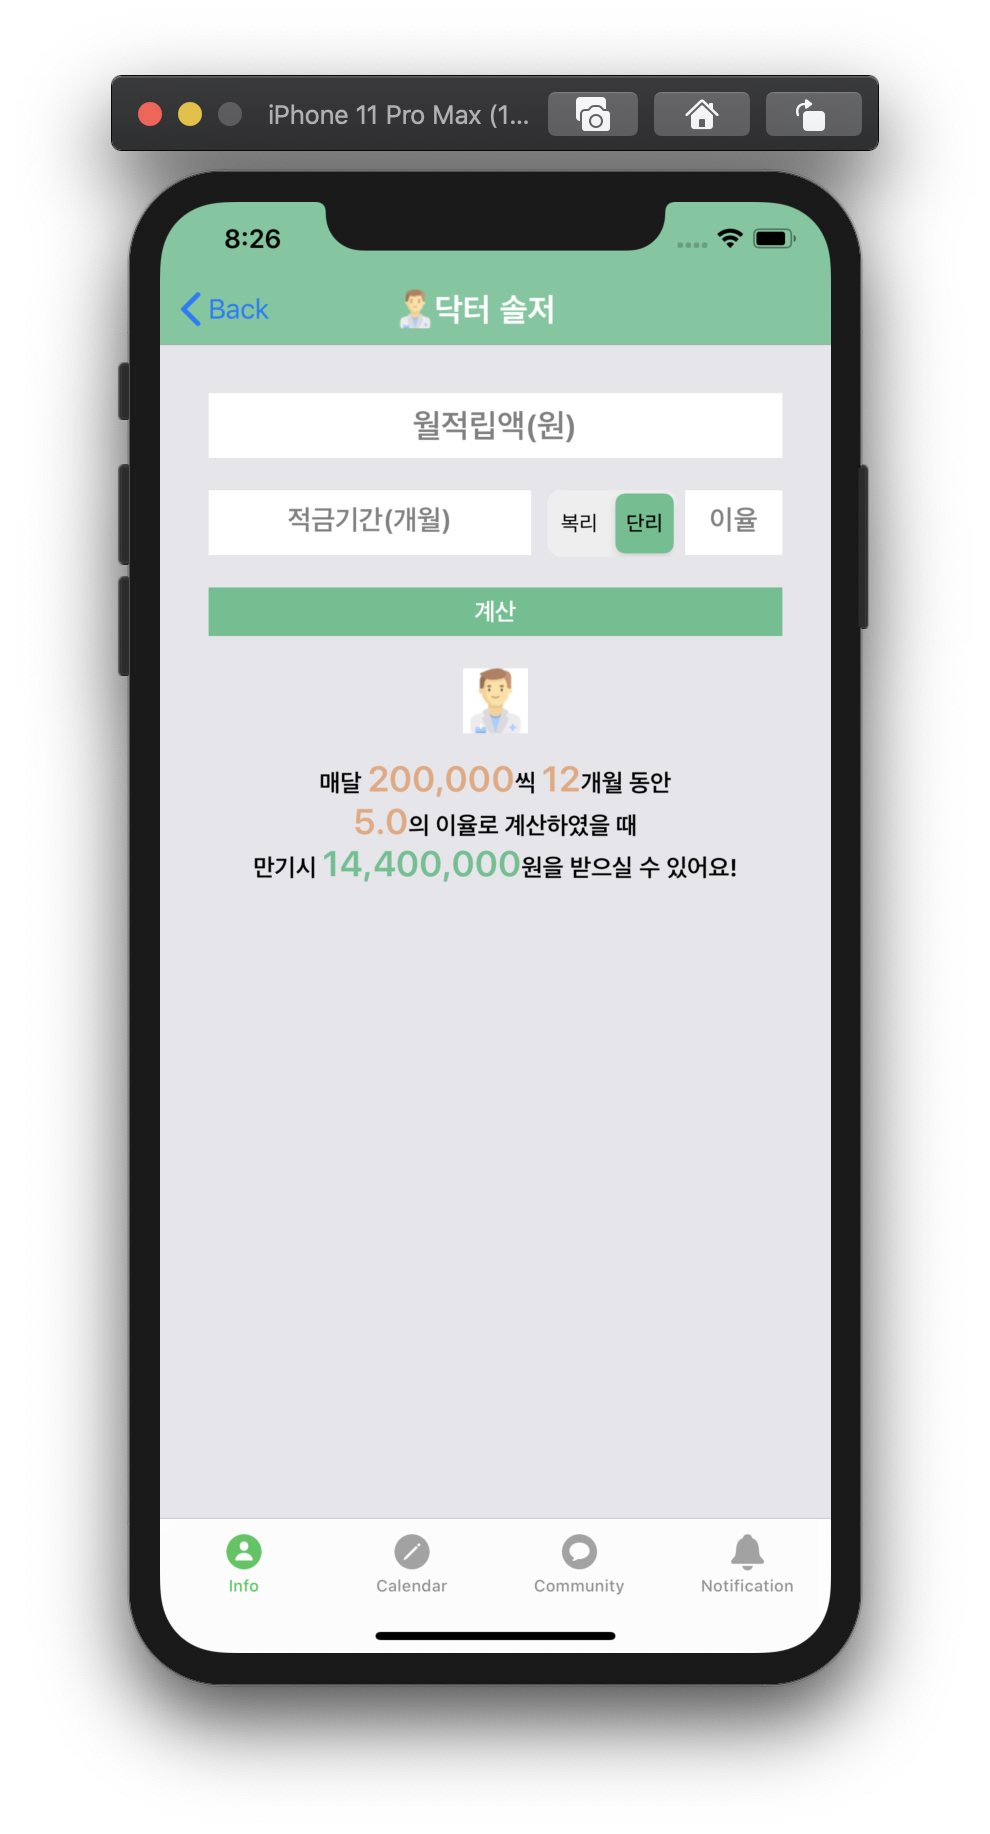 iPhone 11 Pro Max (1...
8:26
Back
닥터 솔저
월적립액(원)
적금기간(개월)
복리
단리
이율
계산
매달 200,000씩 12개월 동안
5.0의 이율로 계산하였을 때
만기시 14,400,000원을 받으실 수 있어요!
Info
Calendar
Community
Notification